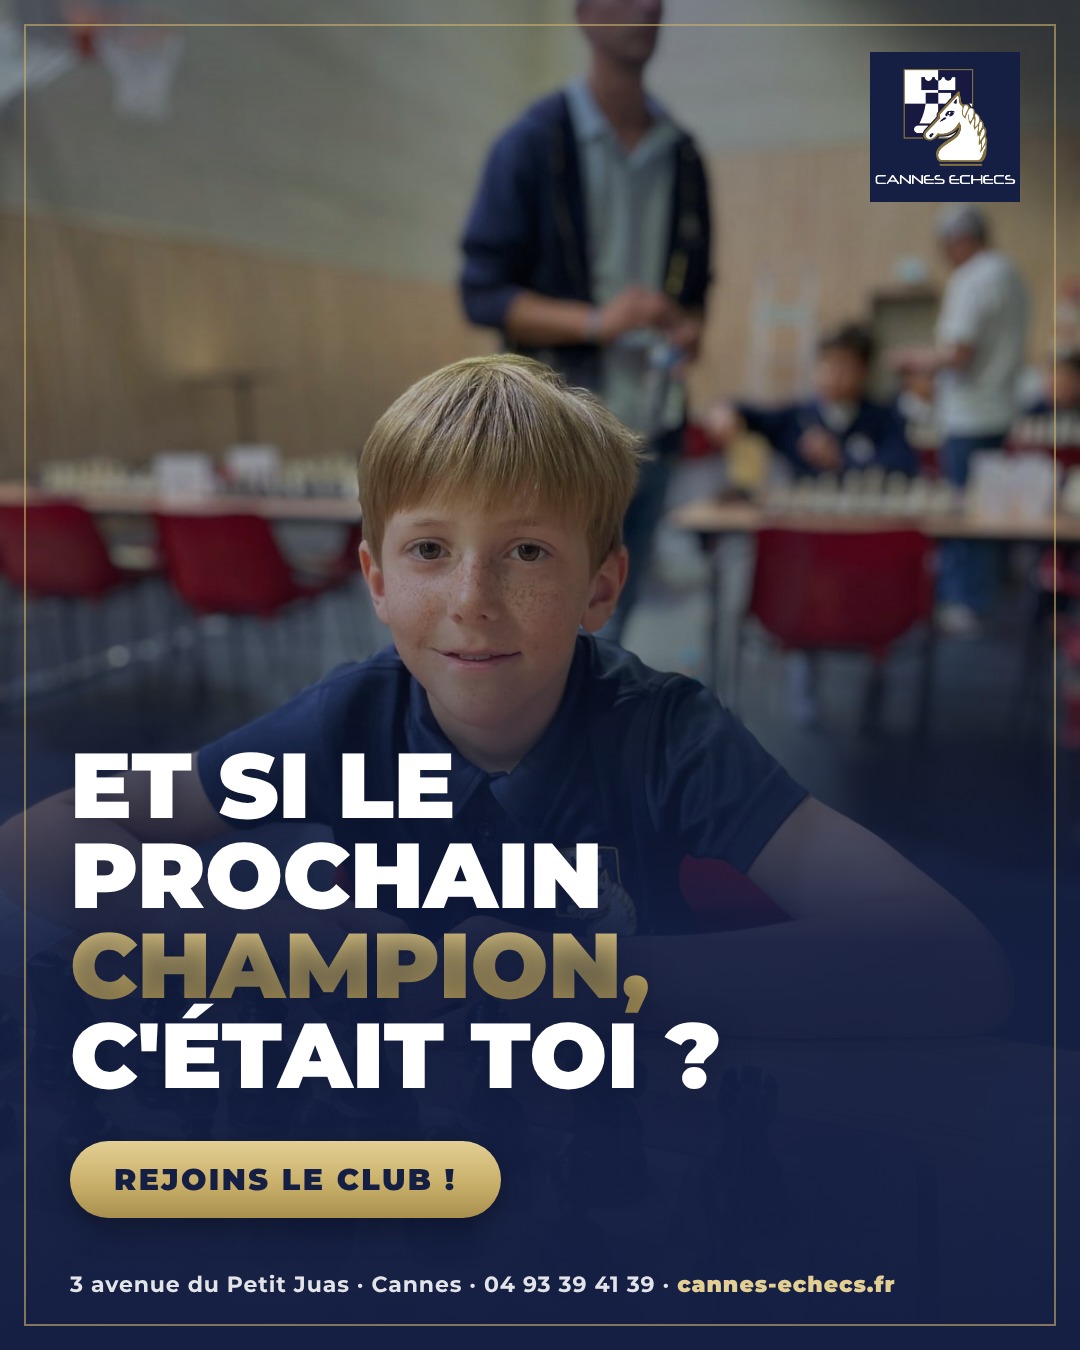 CANNES ECHECS
ET SI LE
PROCHAIN
CHAMPION,
C'ÉTAIT TOI ?
REJOINS LE CLUB !
3 avenue du Petit Juas · Cannes · 04 93 39 41 39 · cannes-echecs.fr